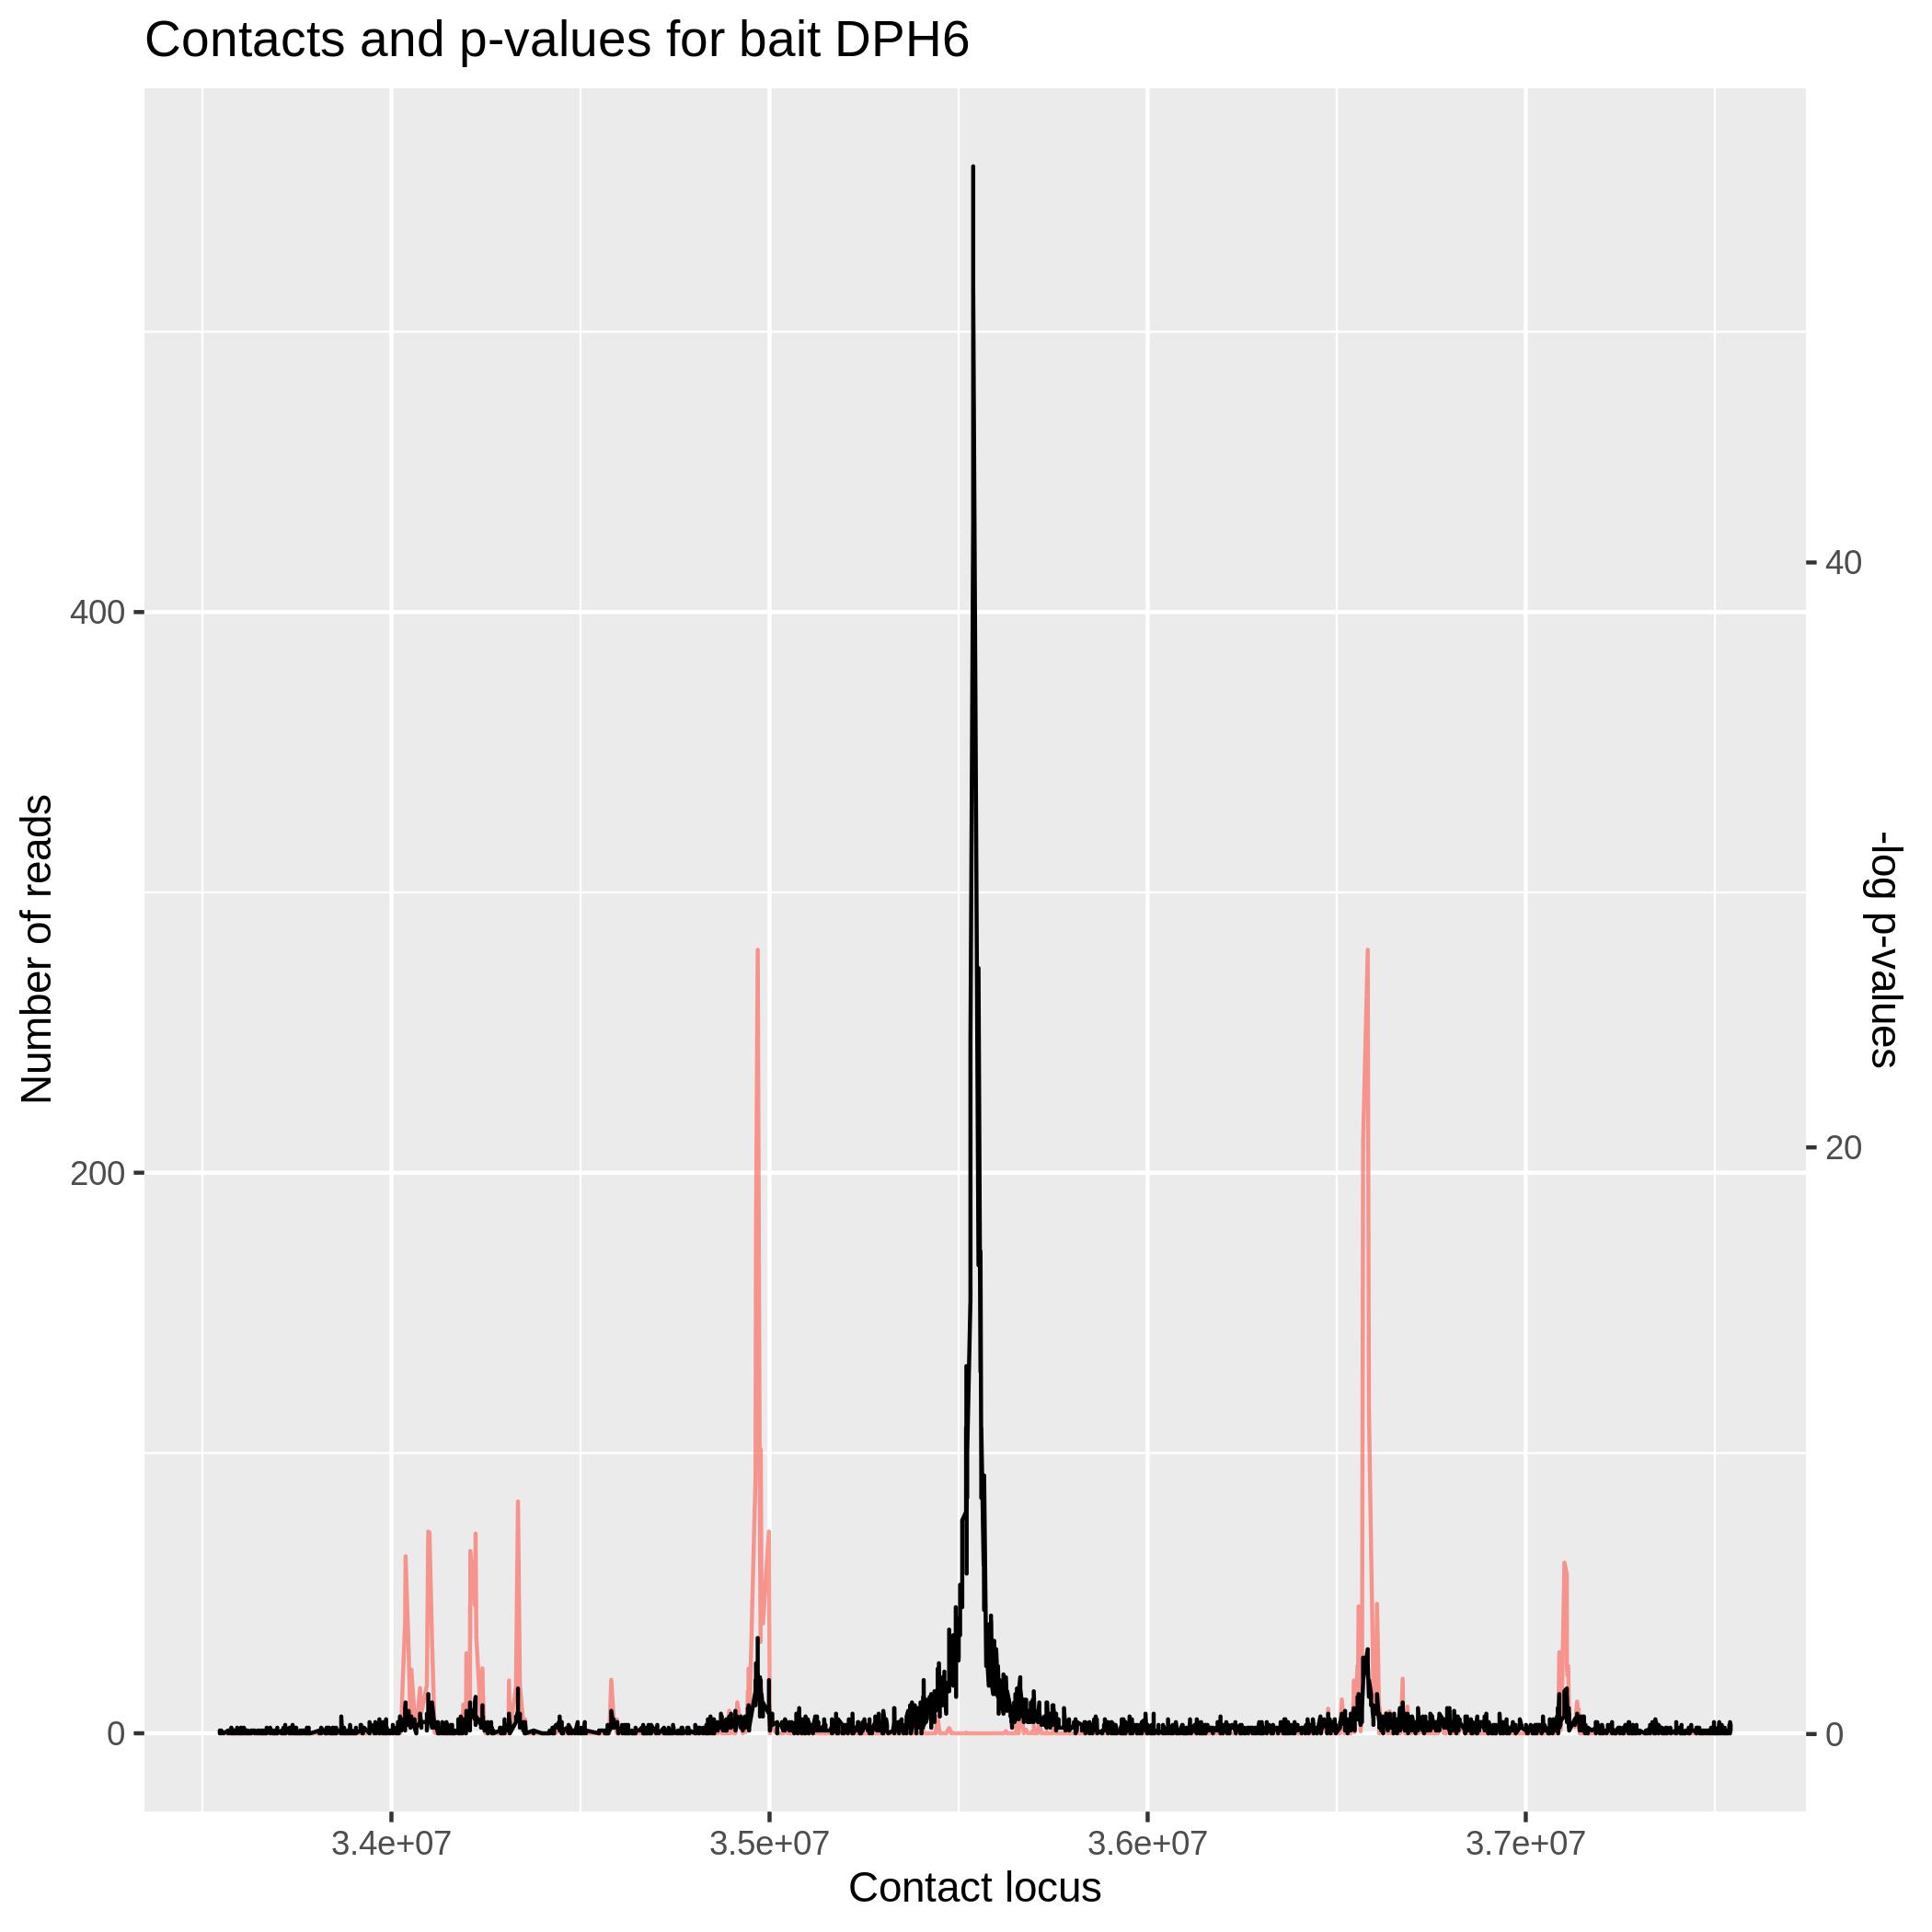 Contacts and p-values for bait DPH6
Number of reads
400
200
0
40
20
0
-log p-values
3.4e+07
3.5e+07
3.6e+07
3.7e+07
Contact locus